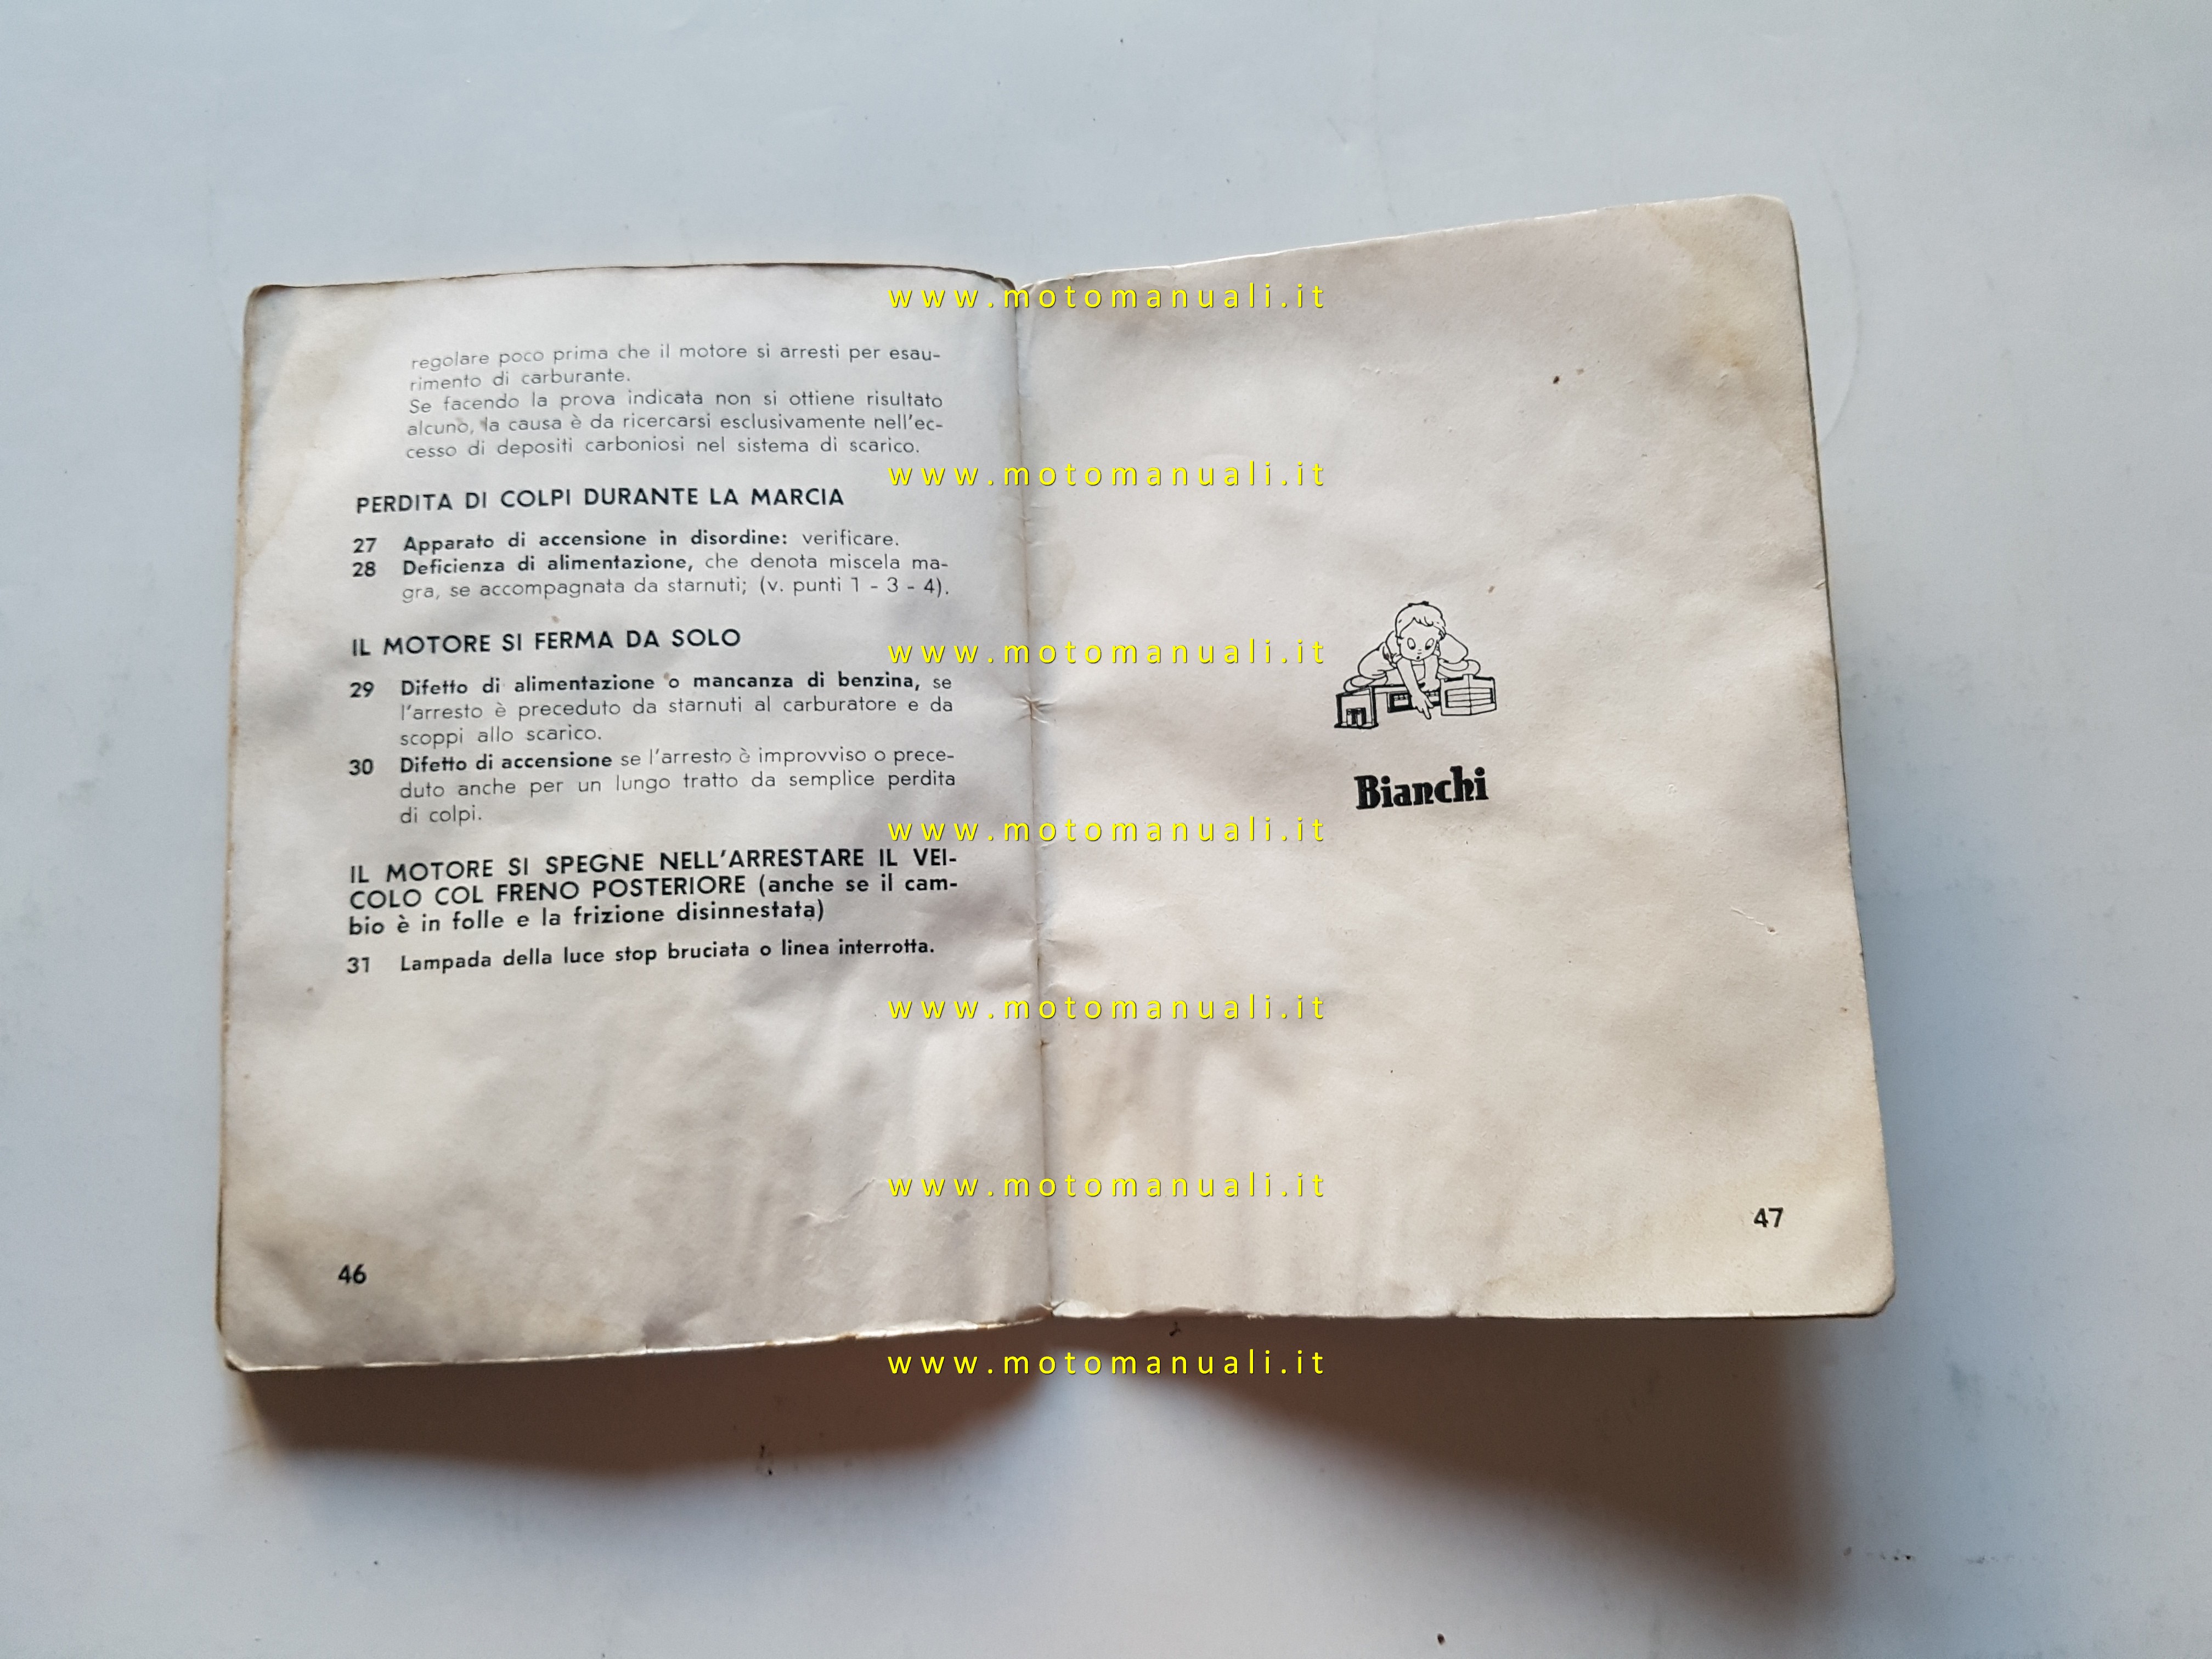 regolare poco prima che il motore si arresti per esau-
rimento di carburante.
Se facendo la prova indicata non si ottiene risultato
alcuno, la causa è da ricercarsi esclusivamente nell'ec-
cesso di depositi carboniosi nel sistema di scarico.
PERDITA DI COLPI DURANTE LA MARCIA
27 Apparato di accensione in disordine: verificare.
28 Deficienza di alimentazione, che denota miscela ma-
gra, se accompagnata da starnuti; (v. punti 1 - 3 - 4).
IL MOTORE SI FERMA DA SOLO
29 Difetto di alimentazione o mancanza di benzina, se
l'arresto è preceduto da starnuti al carburatore e da
scoppi allo scarico.
30 Difetto di accensione se l'arresto è improvviso o prece-
duto anche per un lungo tratto da semplice perdita
di colpi.
IL MOTORE SI SPEGNE NELL'ARRESTARE IL VEI-
COLO COL FRENO POSTERIORE (anche se il cam-
bio è in folle e la frizione disinnestata)
31 Lampada della luce stop bruciata o linea interrotta.
46
Bianchi
47
www.motomanuali.it
www.motomanuali.it
www.motomanuali.it
www.motomanuali.it
www.motomanuali.it
www.motomanuali.it
www.motomanuali.it